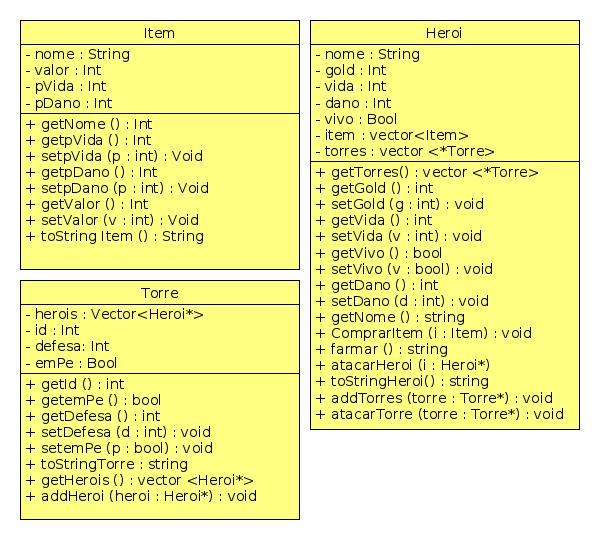 Item
- nome : String
- valor : Int
- pVida : Int
- pDano : Int
+ getNome () : Int
+ getpVida () : Int
+ setpVida (p : int) : Void
+ getpDano () : Int
+ setpDano (p : int) : Void
+ getValor () : Int
+ setValor (v : int) : Void
+ toString Item () : String
Torre
- herois : Vector<Heroi*>
- id : Int
- defesa: Int
- emPe : Bool
+ getId () : int
+ getemPe () : bool
+ getDefesa () : int
+ setDefesa (d : int) : void
+ setemPe (p : bool) : void
+ toStringTorre : string
+ getHerois () : vector <Heroi*>
+ addHeroi (heroi : Heroi*) : void
Heroi
- nome : String
- gold : Int
- vida : Int
- dano : Int
- vivo : Bool
- item : vector<Item>
- torres : vector <*Torre>
+ getTorres() : vector <*Torre>
+ getGold () : int
+ setGold (g : int) : void
+ getVida () : int
+ setVida (v : int) : void
+ getVivo () : bool
+ setVivo (v : bool) : void
+ getDano () : int
+ setDano (d : int) : void
+ getNome () : string
+ ComprarItem (i : Item) : void
+ farmar () : string
+ atacarHeroi (i : Heroi*)
+ toStringHeroi() : string
+ addTorres (torre : Torre*) : void
+ atacarTorre (torre : Torre*) : void